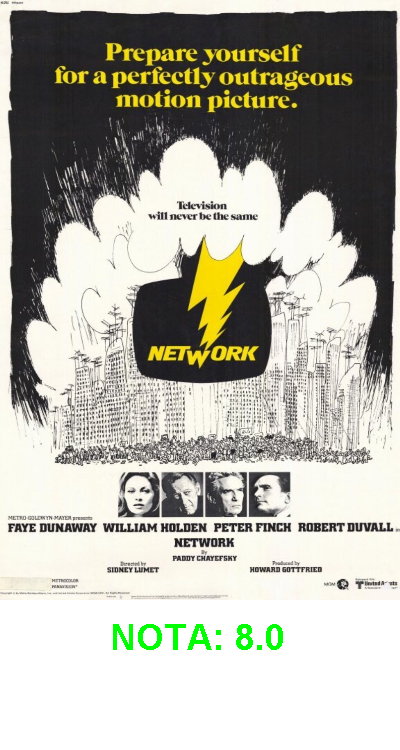 Prepare yourself
for a perfectly outrageous
motion picture.
Television
will never be the same
NETWORK
METRO-GOLDWYN-MAYER presents
FAYE DUNAWAY WILLIAM HOLDEN PETER FINCH ROBERT DUVALL in
NETWORK
By
PADDY CHAYEFSKY
Directed by
SIDNEY LUMET
Produced by
HOWARD GOTTFRIED
METROCOLOR
PANAVISION®
MGM
United Artists
NOTA: 8.0